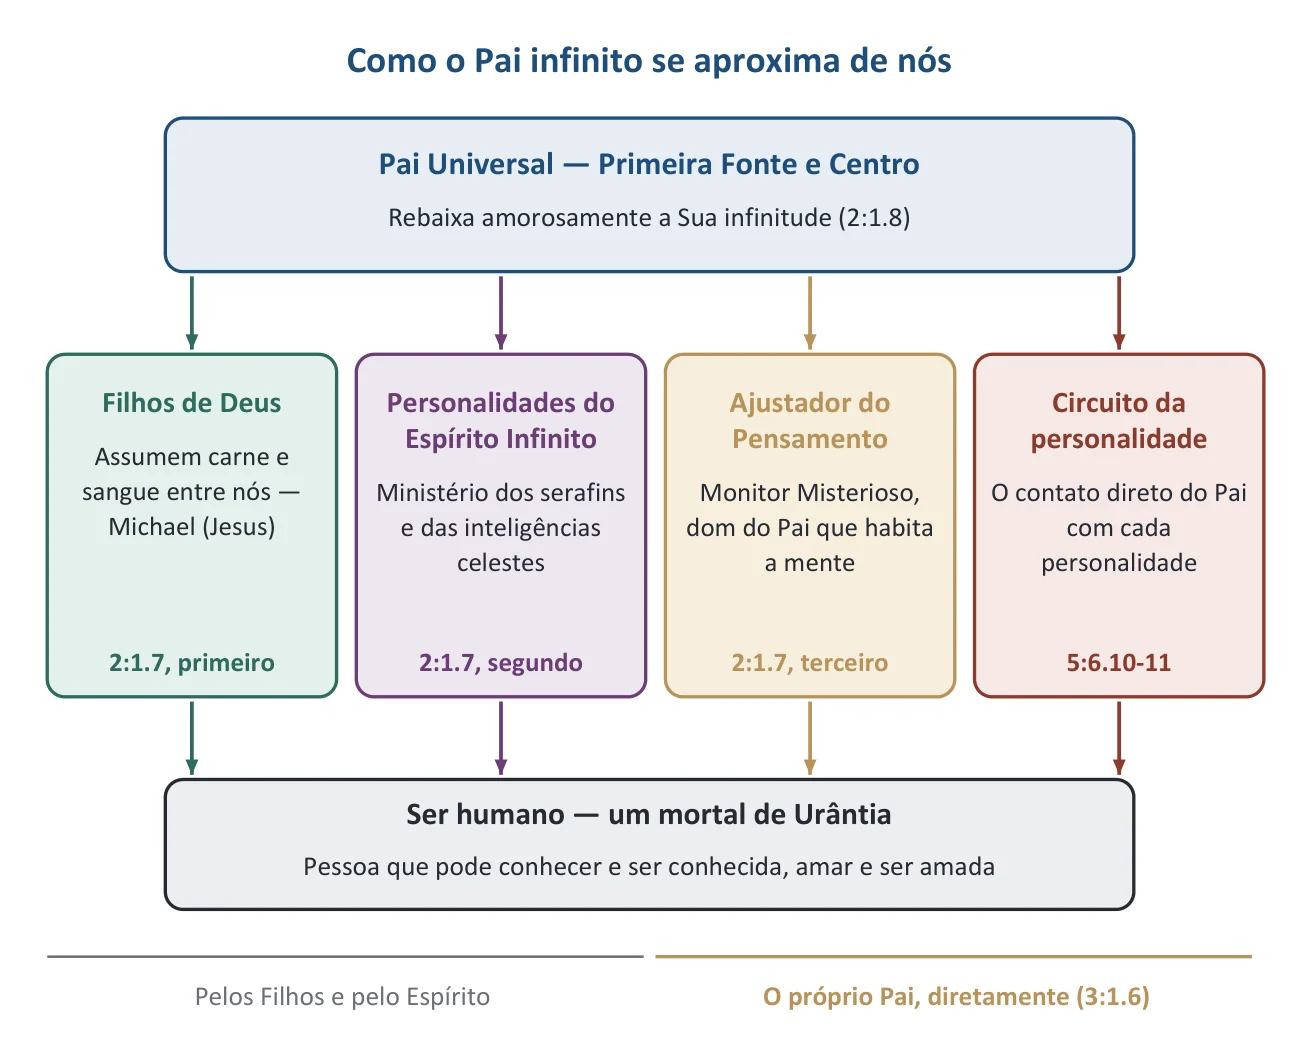 Como o Pai infinito se aproxima de nós
Pai Universal — Primeira Fonte e Centro
Rebaixa amorosamente a Sua infinitude (2:1.8)
Filhos de Deus
Assumem carne e
sangue entre nós —
Michael (Jesus)
2:1.7, primeiro
Personalidades do
Espírito Infinito
Ministério dos serafins
e das inteligências
celestes
2:1.7, segundo
Ajustador do
Pensamento
Monitor Misterioso,
dom do Pai que habita
a mente
2:1.7, terceiro
Circuito da
personalidade
O contato direto do Pai
com cada
personalidade
5:6.10-11
Ser humano — um mortal de Urântia
Pessoa que pode conhecer e ser conhecida, amar e ser amada
Pelos Filhos e pelo Espírito
O próprio Pai, diretamente (3:1.6)